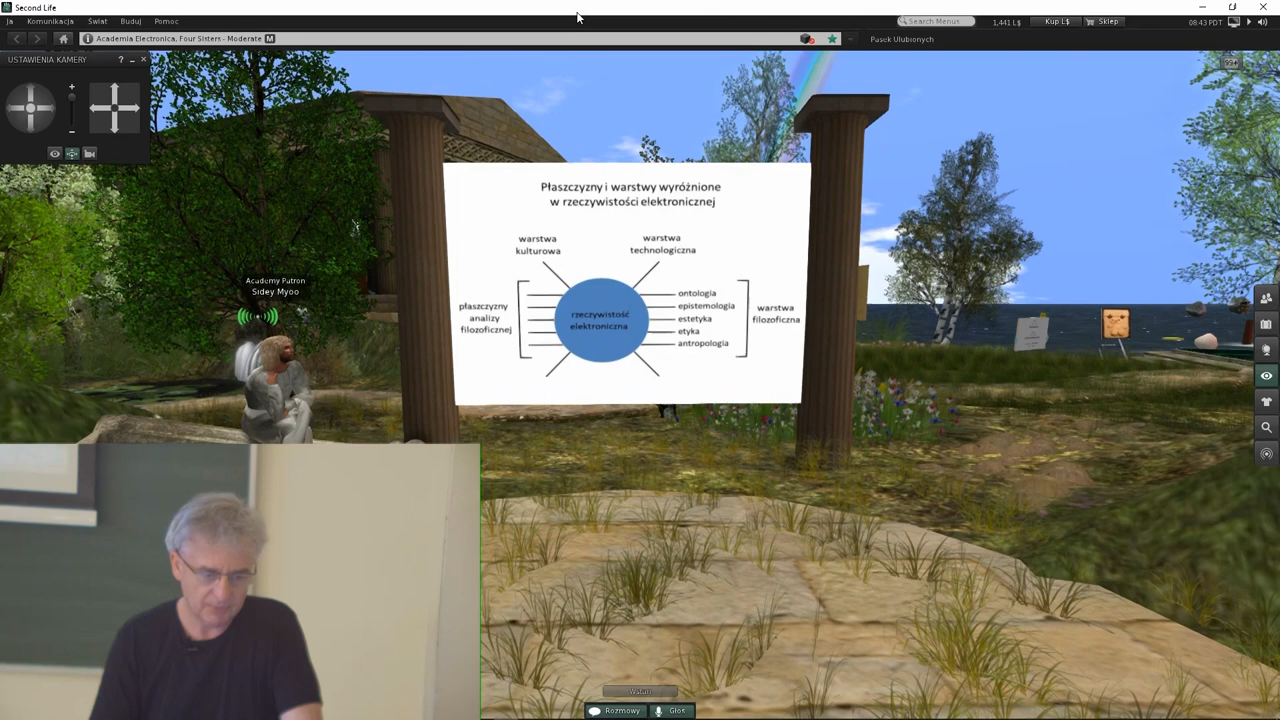 Second Life
Ja Komunikacja Świat Buduj Pomoc
Search Menus
1,441 L$
Kup L$
Sklep
08:43 PDT
Academia Electronica, Four Sisters - Moderate M
Pasek Ulubionych
USTAWIENIA KAMERY
99+
Płaszczyzny i warstwy wyróżnione
w rzeczywistości elektronicznej
warstwa
kulturowa
warstwa
technologiczna
płaszczyzny
analizy
filozoficznej
rzeczywistość
elektroniczna
ontologia
epistemologia
estetyka
etyka
antropologia
warstwa
filozoficzna
Academy Patron
Sidey Myoo
Wstań
Rozmowy
Głos